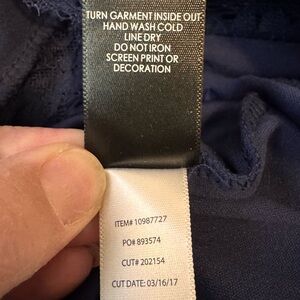 TURN GARMENT INSIDE OUT
HAND WASH COLD
LINE DRY
DO NOT IRON
SCREEN PRINT OR
DECORATION
ITEM# 10987727
PO# 893574
CUT# 202154
CUT DATE: 03/16/17